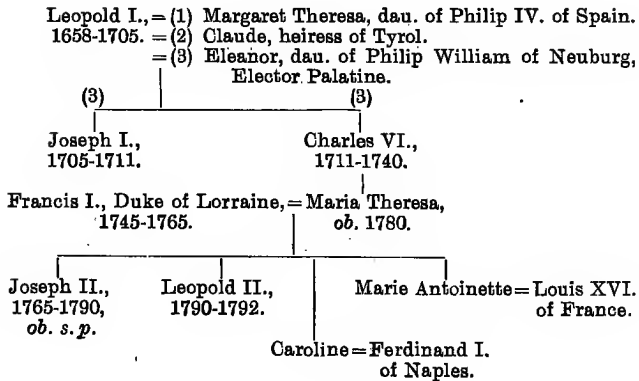 Leopold I., = (1) Margaret Theresa, dau. of Philip IV. of Spain.
1658-1705. = (2) Claude, heiress of Tyrol.
= (3) Eleanor, dau. of Philip William of Neuburg,
Elector Palatine.
(3) (3)
Joseph I., Charles VI.,
1705-1711. 1711-1740.
Francis I., Duke of Lorraine, = Maria Theresa,
1745-1765. ob. 1780.
Joseph II., Leopold II., Marie Antoinette = Louis XVI.
1765-1790, 1790-1792. of France.
ob. s.p.
Caroline = Ferdinand I.
of Naples.